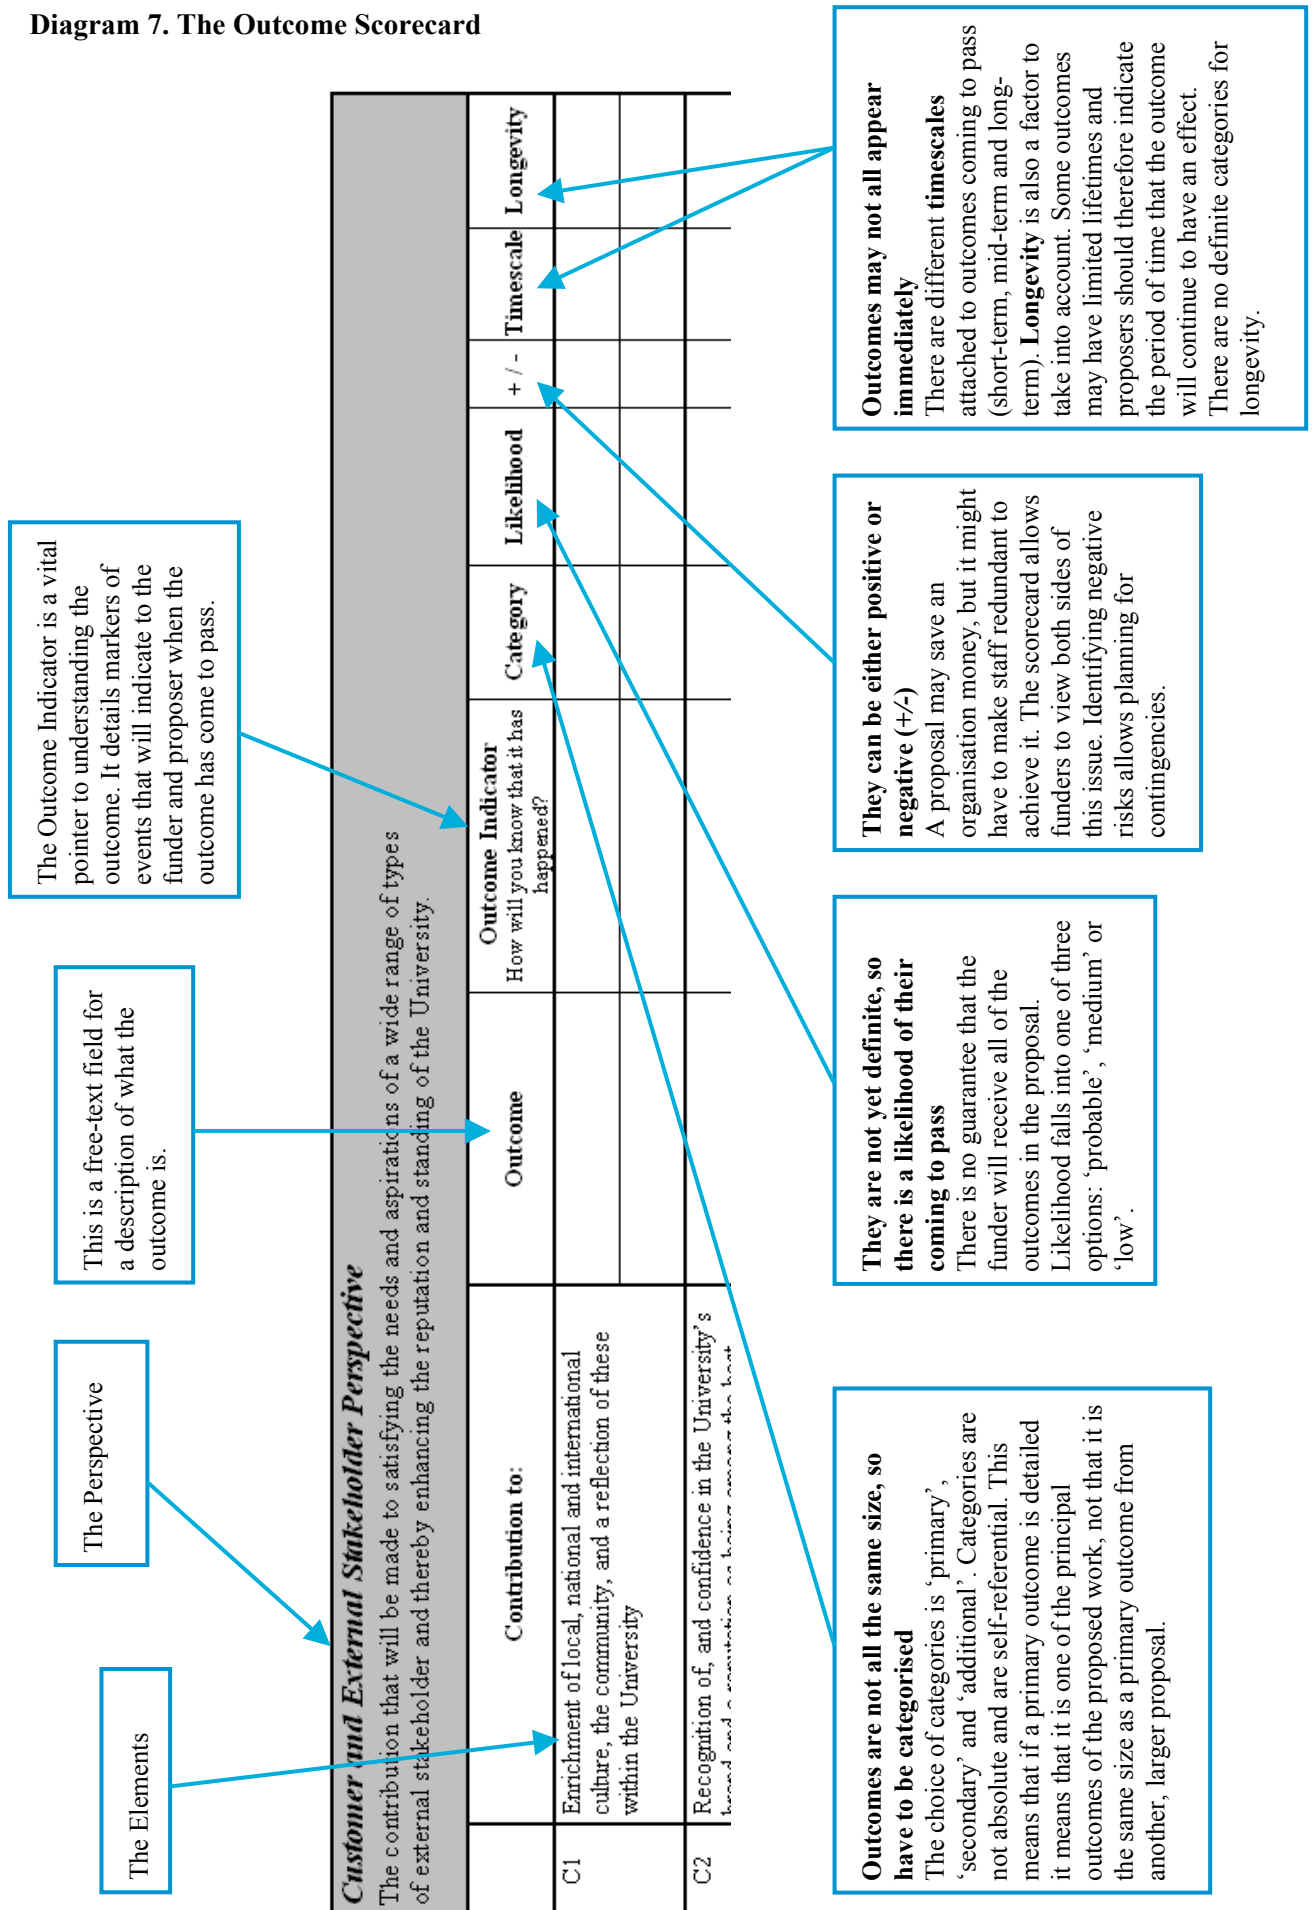 Diagram 7. The Outcome Scorecard
The Elements
The Perspective
This is a free-text field for
a description of what the
outcome is.
The Outcome Indicator is a vital
pointer to understanding the
outcome. It details markers of
events that will indicate to the
funder and proposer when the
outcome has come to pass.
Customer and External Stakeholder Perspective
The contribution that will be made to satisfying the needs and aspirations of a wide range of types
of external stakeholder and thereby enhancing the reputation and standing of the University.
Contribution to:
Outcome
Outcome Indicator
How will you know that it has
happened?
Category
Likelihood
+ / -
Timescale
Longevity
C1
Enrichment of local, national and international
culture, the community, and a reflection of these
within the University
C2
Recognition of, and confidence in the University's
brand and a reputation as being among the best
Outcomes are not all the same size, so
have to be categorised
The choice of categories is ‘primary’,
‘secondary’ and ‘additional’. Categories are
not absolute and are self-referential. This
means that if a primary outcome is detailed
it means that it is one of the principal
outcomes of the proposed work, not that it is
the same size as a primary outcome from
another, larger proposal.
They are not yet definite, so
there is a likelihood of their
coming to pass
There is no guarantee that the
funder will receive all of the
outcomes in the proposal.
Likelihood falls into one of three
options: ‘probable’, ‘medium’ or
‘low’.
They can be either positive or
negative (+/-)
A proposal may save an
organisation money, but it might
have to make staff redundant to
achieve it. The scorecard allows
funders to view both sides of
this issue. Identifying negative
risks allows planning for
contingencies.
Outcomes may not all appear
immediately
There are different timescales
attached to outcomes coming to pass
(short-term, mid-term and long-
term). Longevity is also a factor to
take into account. Some outcomes
may have limited lifetimes and
proposers should therefore indicate
the period of time that the outcome
will continue to have an effect.
There are no definite categories for
longevity.